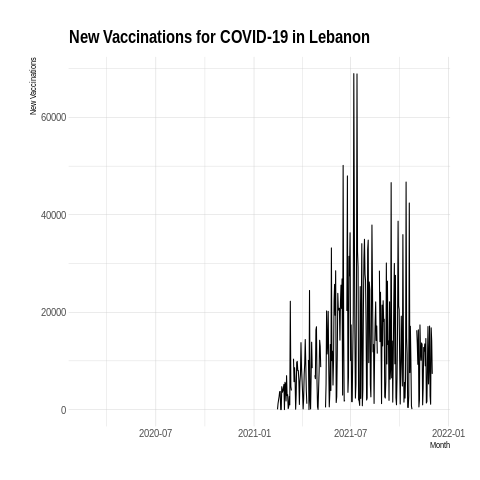 New Vaccinations for COVID-19 in Lebanon
New Vaccinations
60000
40000
20000
0
2020-07
2021-01
2021-07
2022-01
Month